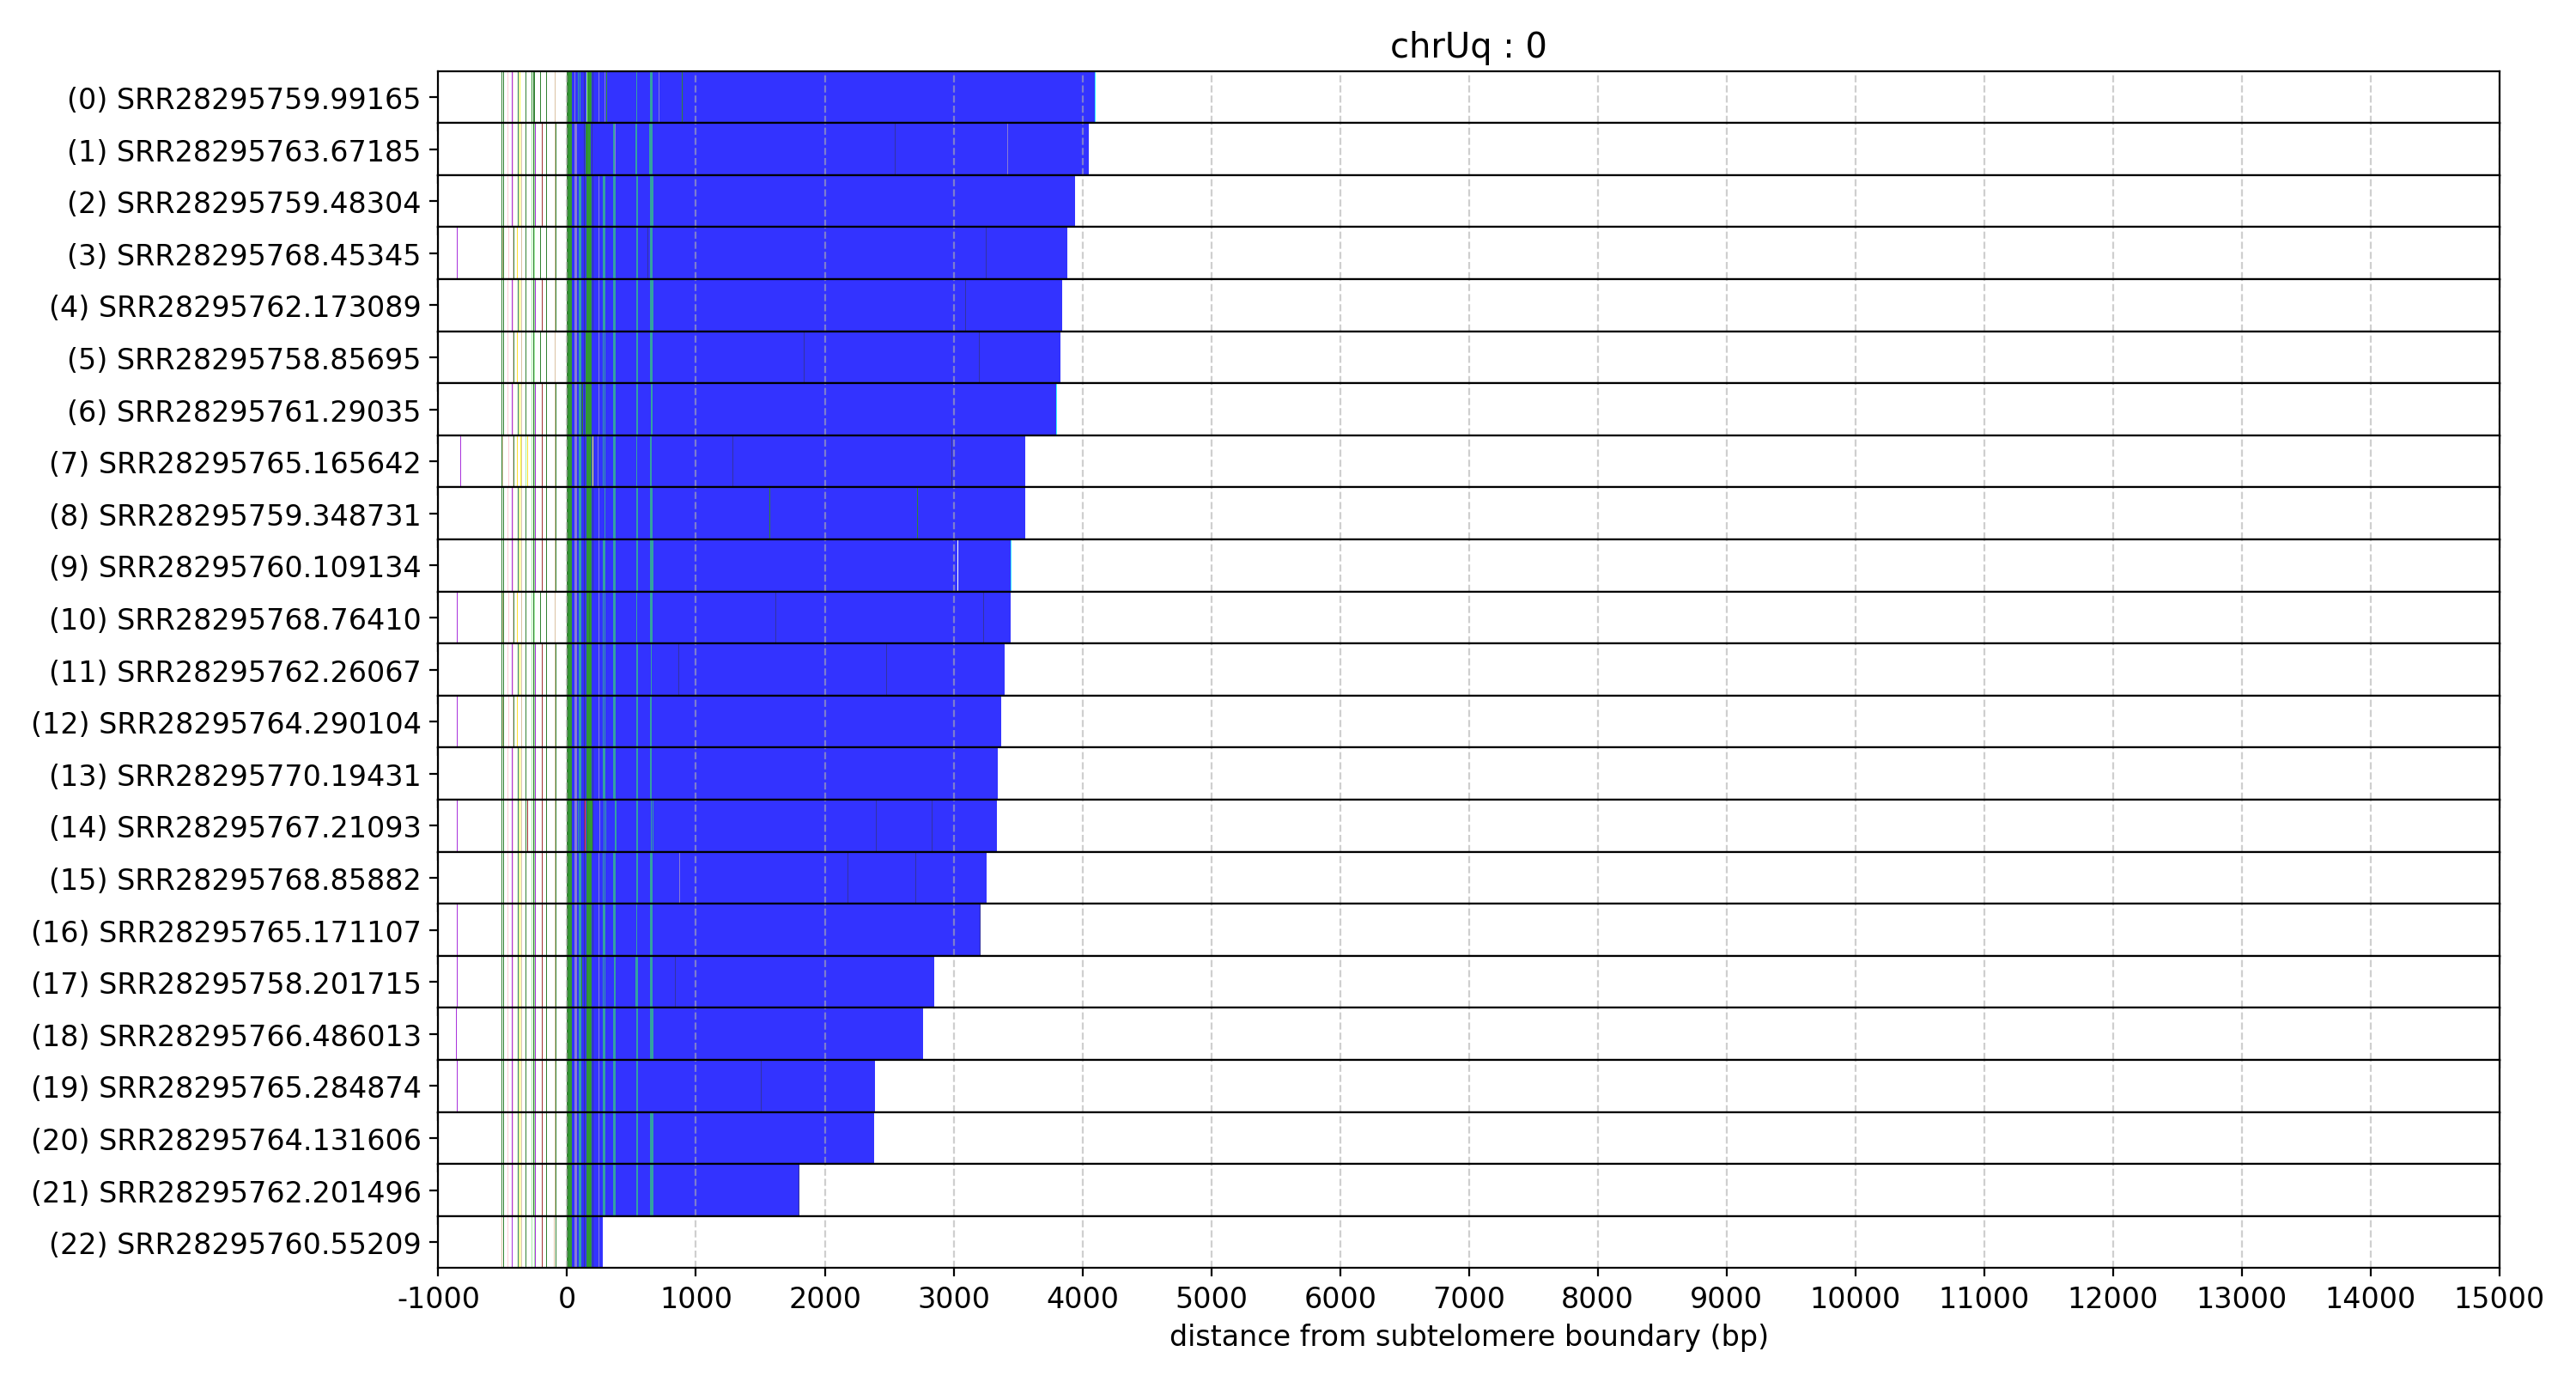 chrUq : 0
(0) SRR28295759.99165
(1) SRR28295763.67185
(2) SRR28295759.48304
(3) SRR28295768.45345
(4) SRR28295762.173089
(5) SRR28295758.85695
(6) SRR28295761.29035
(7) SRR28295765.165642
(8) SRR28295759.348731
(9) SRR28295760.109134
(10) SRR28295768.76410
(11) SRR28295762.26067
(12) SRR28295764.290104
(13) SRR28295770.19431
(14) SRR28295767.21093
(15) SRR28295768.85882
(16) SRR28295765.171107
(17) SRR28295758.201715
(18) SRR28295766.486013
(19) SRR28295765.284874
(20) SRR28295764.131606
(21) SRR28295762.201496
(22) SRR28295760.55209
-1000 0 1000 2000 3000 4000 5000 6000 7000 8000 9000 10000 11000 12000 13000 14000 15000
distance from subtelomere boundary (bp)